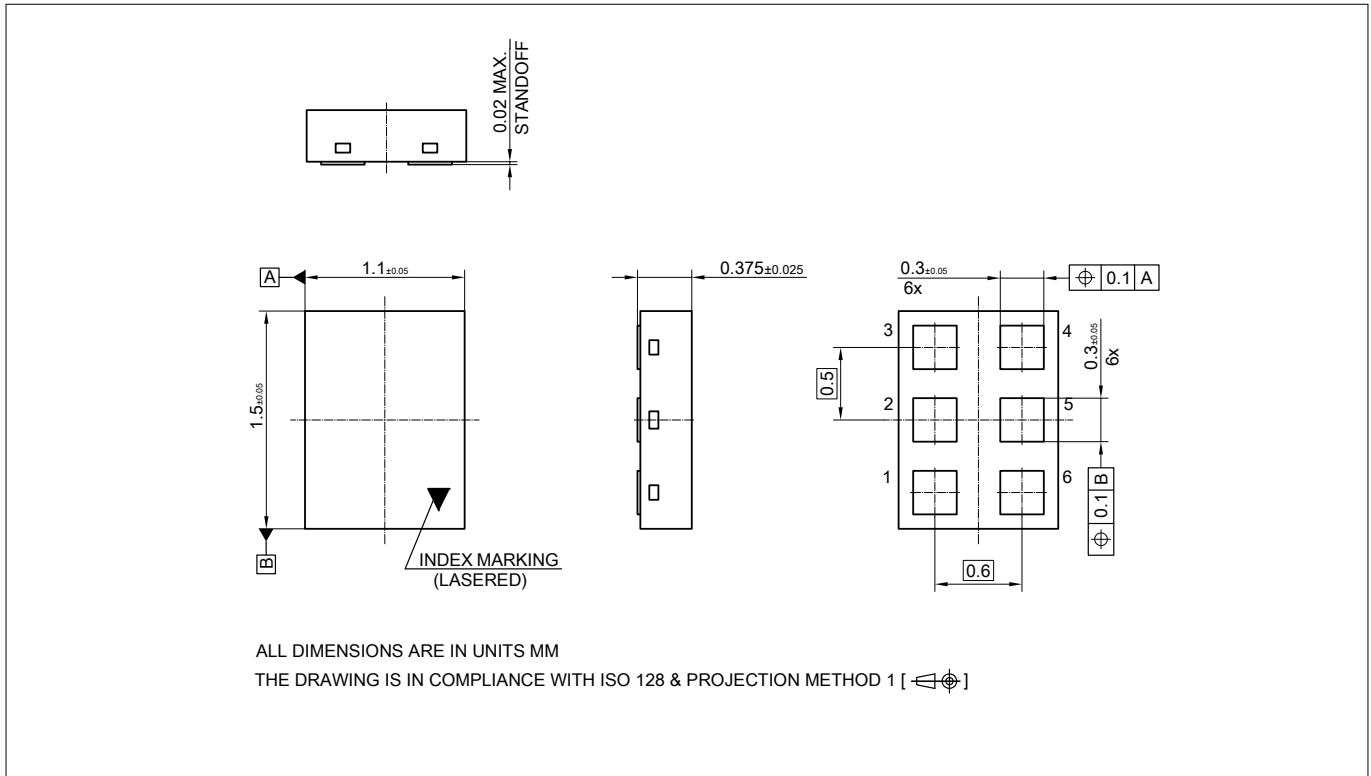 0.02 MAX.
STANDOFF
A
1.1±0.05
0.375±0.025
0.3±0.05
6x
0.1 A
1.5±0.05
3
4
0.3±0.05
6x
0.5
2
5
1
6
0.1 B
B
INDEX MARKING
(LASERED)
0.6
ALL DIMENSIONS ARE IN UNITS MM
THE DRAWING IS IN COMPLIANCE WITH ISO 128 & PROJECTION METHOD 1 [ ]